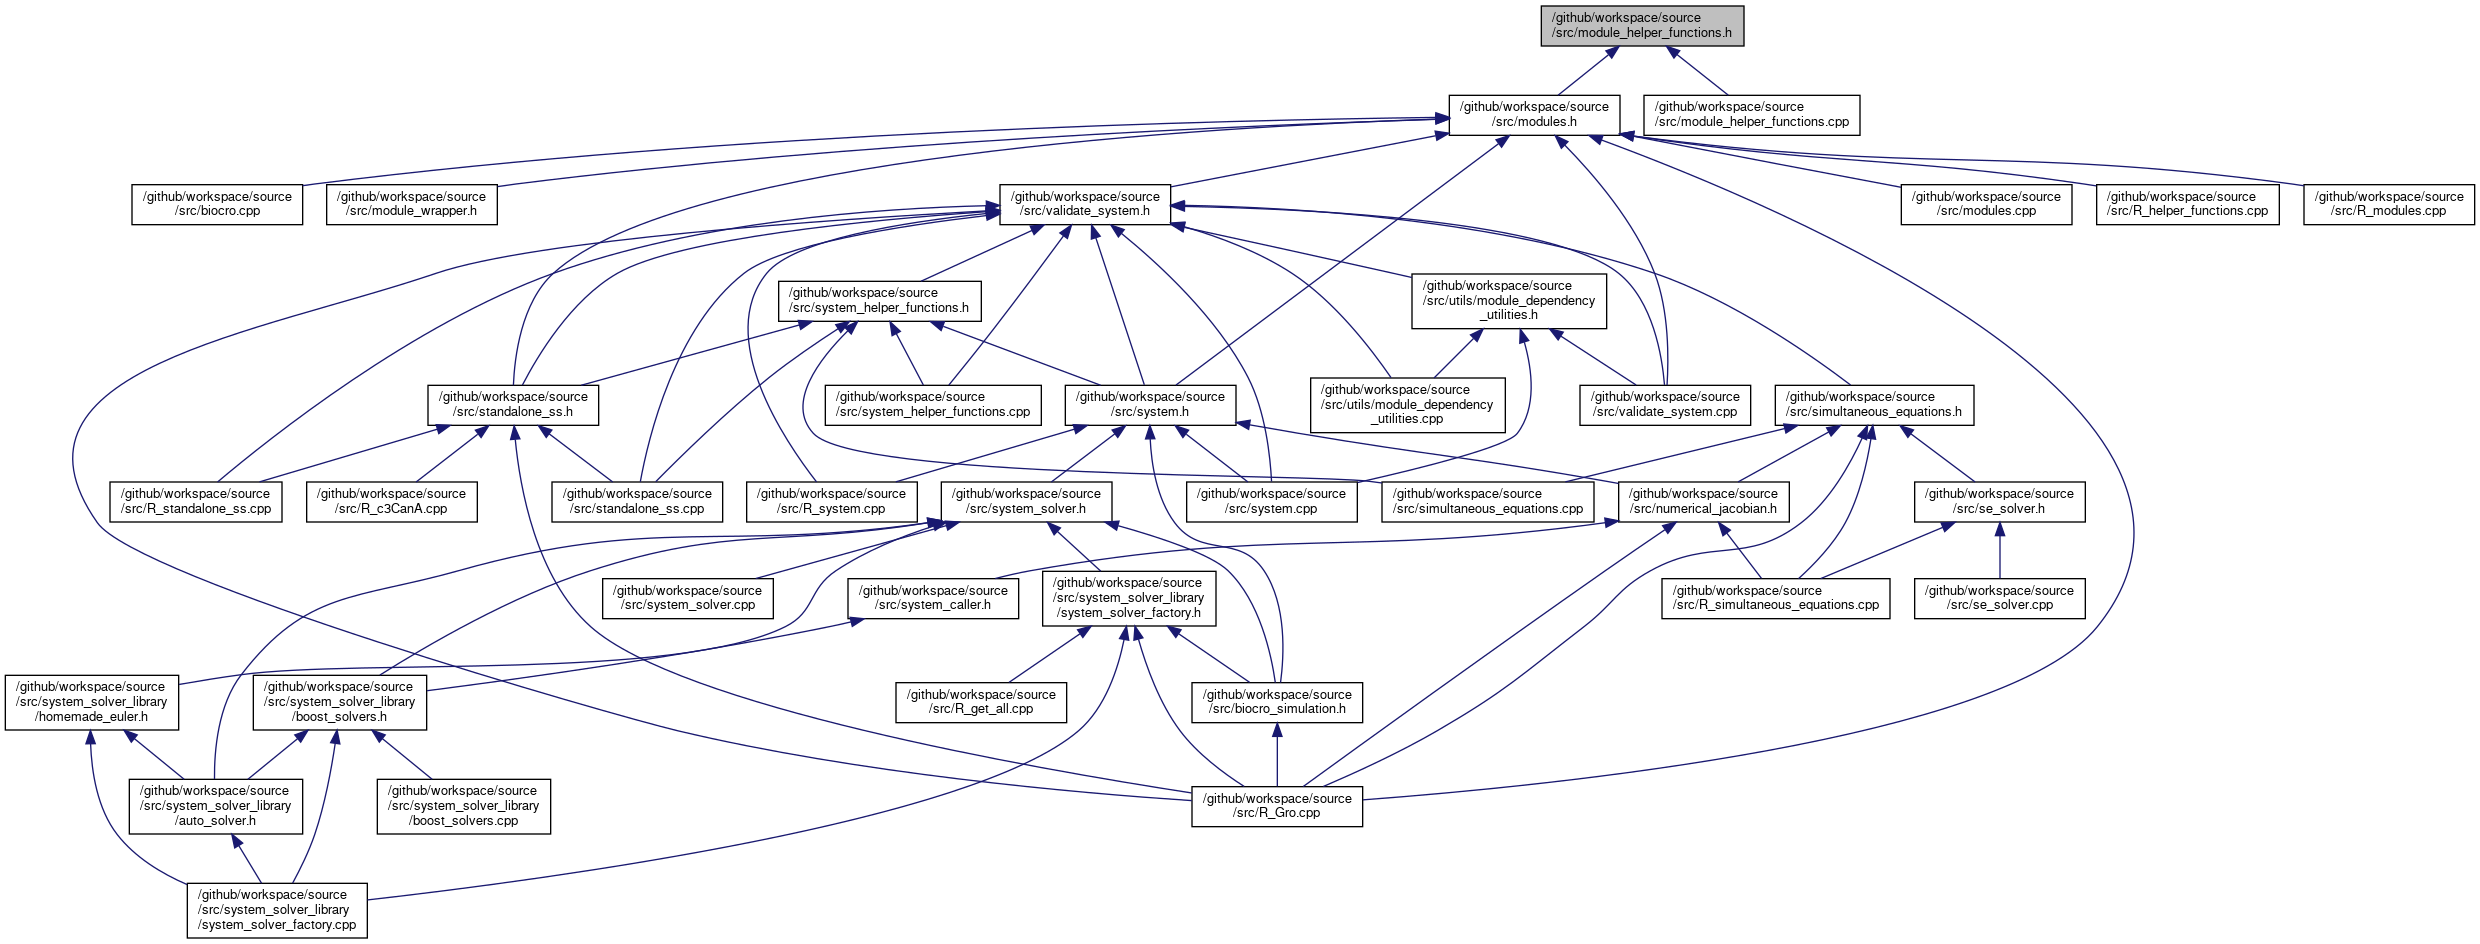 /github/workspace/source
/src/module_helper_functions.h
/github/workspace/source
/src/modules.h
/github/workspace/source
/src/module_helper_functions.cpp
/github/workspace/source
/src/biocro.cpp
/github/workspace/source
/src/module_wrapper.h
/github/workspace/source
/src/validate_system.h
/github/workspace/source
/src/modules.cpp
/github/workspace/source
/src/R_helper_functions.cpp
/github/workspace/source
/src/R_modules.cpp
/github/workspace/source
/src/system_helper_functions.h
/github/workspace/source
/src/utils/module_dependency
_utilities.h
/github/workspace/source
/src/standalone_ss.h
/github/workspace/source
/src/system_helper_functions.cpp
/github/workspace/source
/src/system.h
/github/workspace/source
/src/utils/module_dependency
_utilities.cpp
/github/workspace/source
/src/validate_system.cpp
/github/workspace/source
/src/simultaneous_equations.h
/github/workspace/source
/src/R_standalone_ss.cpp
/github/workspace/source
/src/R_c3CanA.cpp
/github/workspace/source
/src/standalone_ss.cpp
/github/workspace/source
/src/R_system.cpp
/github/workspace/source
/src/system_solver.h
/github/workspace/source
/src/system.cpp
/github/workspace/source
/src/simultaneous_equations.cpp
/github/workspace/source
/src/numerical_jacobian.h
/github/workspace/source
/src/se_solver.h
/github/workspace/source
/src/system_solver.cpp
/github/workspace/source
/src/system_caller.h
/github/workspace/source
/src/system_solver_library
/system_solver_factory.h
/github/workspace/source
/src/R_simultaneous_equations.cpp
/github/workspace/source
/src/se_solver.cpp
/github/workspace/source
/src/system_solver_library
/homemade_euler.h
/github/workspace/source
/src/system_solver_library
/boost_solvers.h
/github/workspace/source
/src/R_get_all.cpp
/github/workspace/source
/src/biocro_simulation.h
/github/workspace/source
/src/system_solver_library
/auto_solver.h
/github/workspace/source
/src/system_solver_library
/boost_solvers.cpp
/github/workspace/source
/src/R_Gro.cpp
/github/workspace/source
/src/system_solver_library
/system_solver_factory.cpp